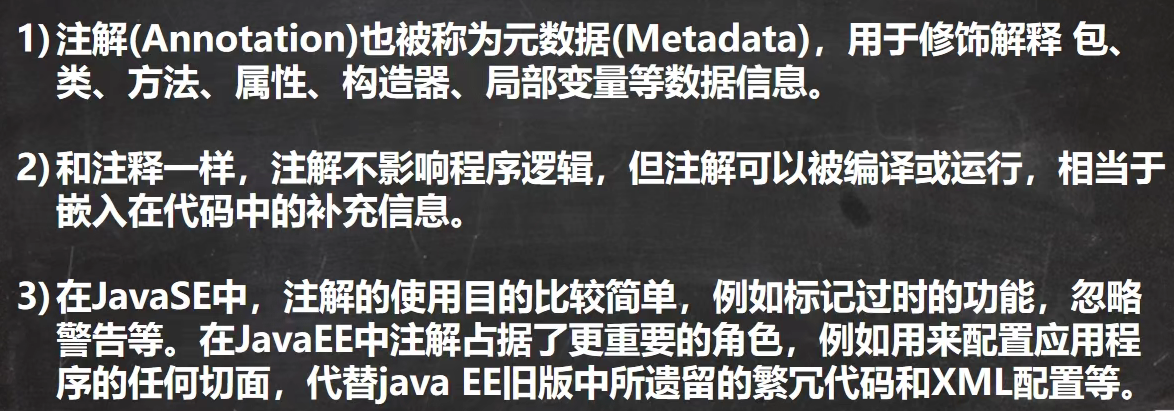 1) 注解(Annotation)也被称为元数据(Metadata)，用于修饰解释 包、
类、方法、属性、构造器、局部变量等数据信息。
2) 和注释一样，注解不影响程序逻辑，但注解可以被编译或运行，相当于
嵌入在代码中的补充信息。
3) 在JavaSE中，注解的使用目的比较简单，例如标记过时的功能，忽略
警告等。在JavaEE中注解占据了更重要的角色，例如用来配置应用程
序的任何切面，代替java EE旧版中所遗留的繁冗代码和XML配置等。